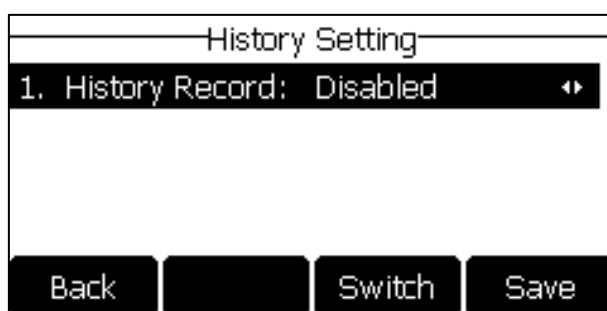 History Setting
1. History Record: Disabled
Back Switch Save